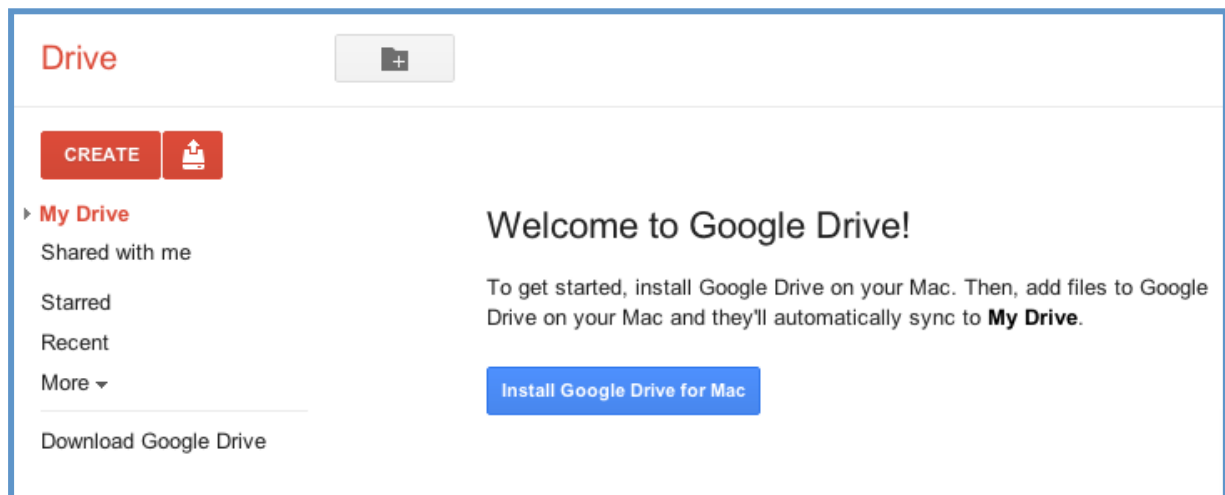 Drive
CREATE
My Drive
Shared with me
Starred
Recent
More
Download Google Drive
Welcome to Google Drive!
To get started, install Google Drive on your Mac. Then, add files to Google
Drive on your Mac and they'll automatically sync to My Drive.
Install Google Drive for Mac